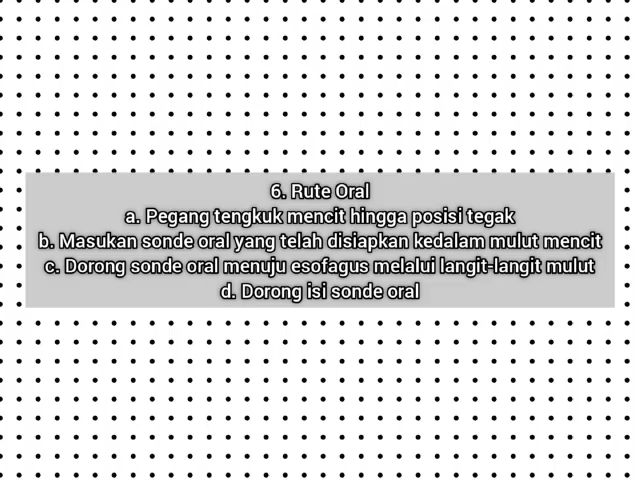 6. Rute Oral
a. Pegang tengkuk mencit hingga posisi tegak
b. Masukan sonde oral yang telah disiapkan kedalam mulut mencit
c. Dorong sonde oral menuju esofagus melalui langit-langit mulut
d. Dorong isi sonde oral